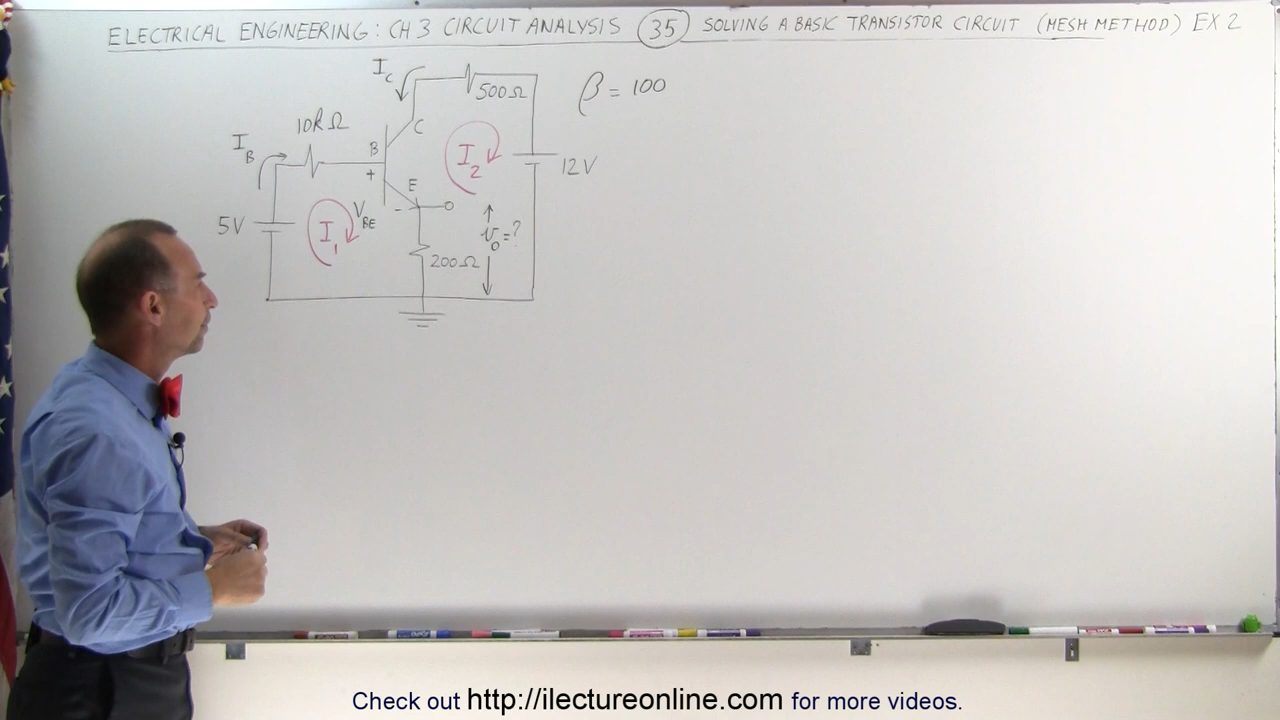 ELECTRICAL ENGINEERING: CH 3 CIRCUIT ANALYSIS (35) SOLVING A BASIC TRANSISTOR CIRCUIT (MESH METHOD) EX 2
I_C
500Ω
β = 100
10kΩ
C
I_B
B
I_2
12V
+
E
5V
I_1
V_BE
-
v_o = ?
200Ω
Check out http://ilectureonline.com for more videos.